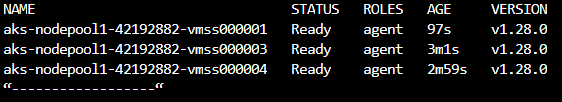 NAME STATUS ROLES AGE VERSION
aks-nodepool1-42192882-vmss000001 Ready agent 97s v1.28.0
aks-nodepool1-42192882-vmss000003 Ready agent 3m1s v1.28.0
aks-nodepool1-42192882-vmss000004 Ready agent 2m59s v1.28.0
“------------------“